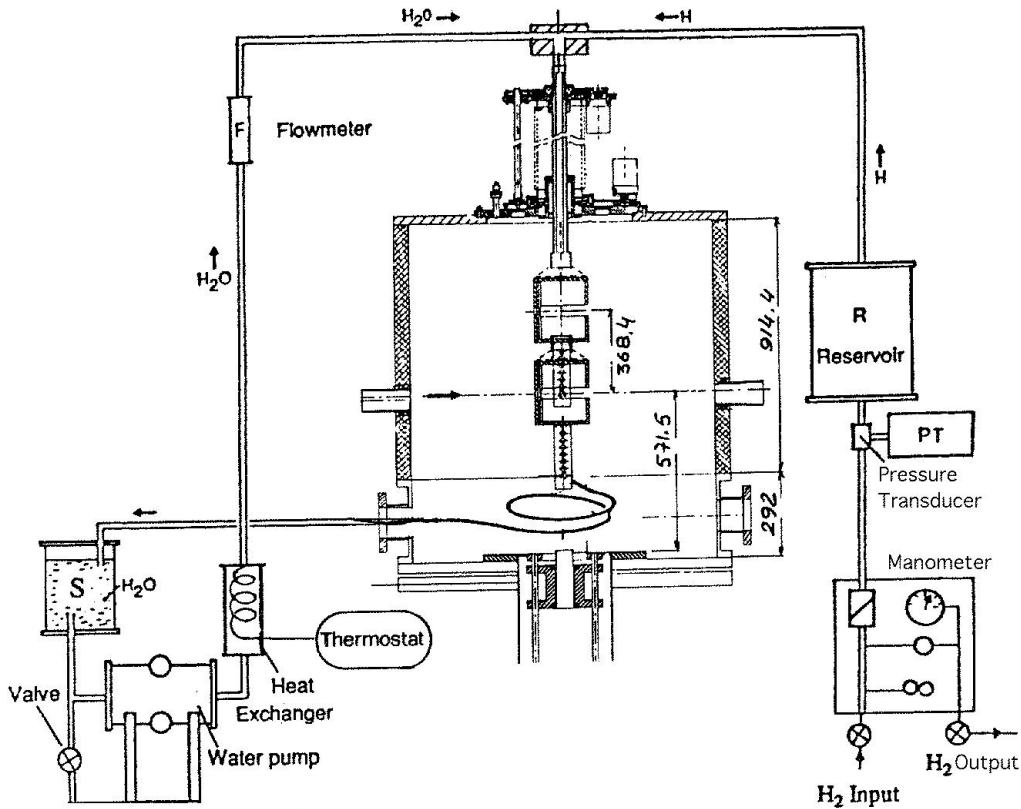 H₂O
H
F
Flowmeter
H
H₂O
R
Reservoir
914.4
368.4
571.5
292
PT
Pressure
Transducer
Manometer
S
H₂O
Thermostat
Heat
Exchanger
Valve
Water pump
H₂ Output
H₂ Input